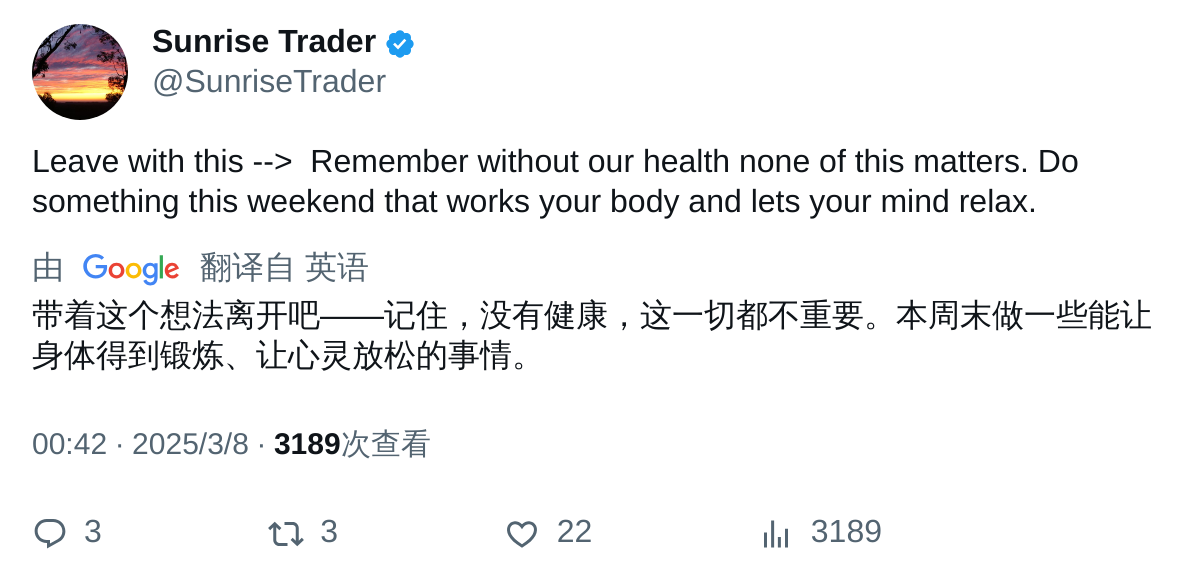 Sunrise Trader
@SunriseTrader
Leave with this -->  Remember without our health none of this matters. Do
something this weekend that works your body and lets your mind relax.
由 Google 翻译自 英语
带着这个想法离开吧——记住，没有健康，这一切都不重要。本周末做一些能让
身体得到锻炼、让心灵放松的事情。
00:42 · 2025/3/8 · 3189次查看
3 3 22 3189